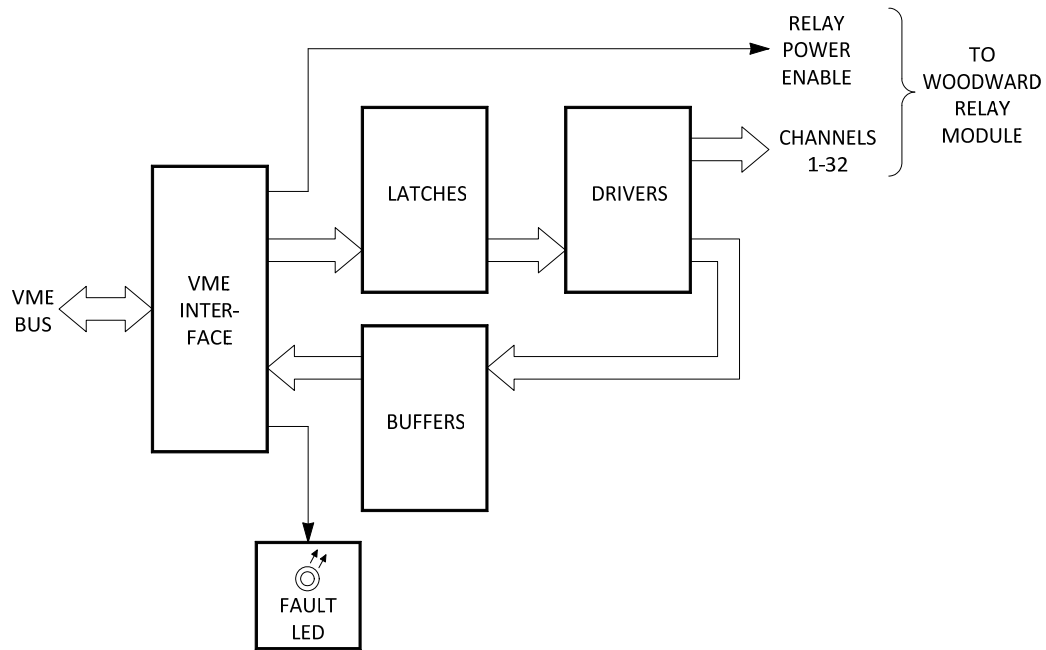 RELAY
POWER
ENABLE
TO
WOODWARD
RELAY
MODULE
CHANNELS
1-32
LATCHES
DRIVERS
VME
BUS
VME
INTER-
FACE
BUFFERS
FAULT
LED